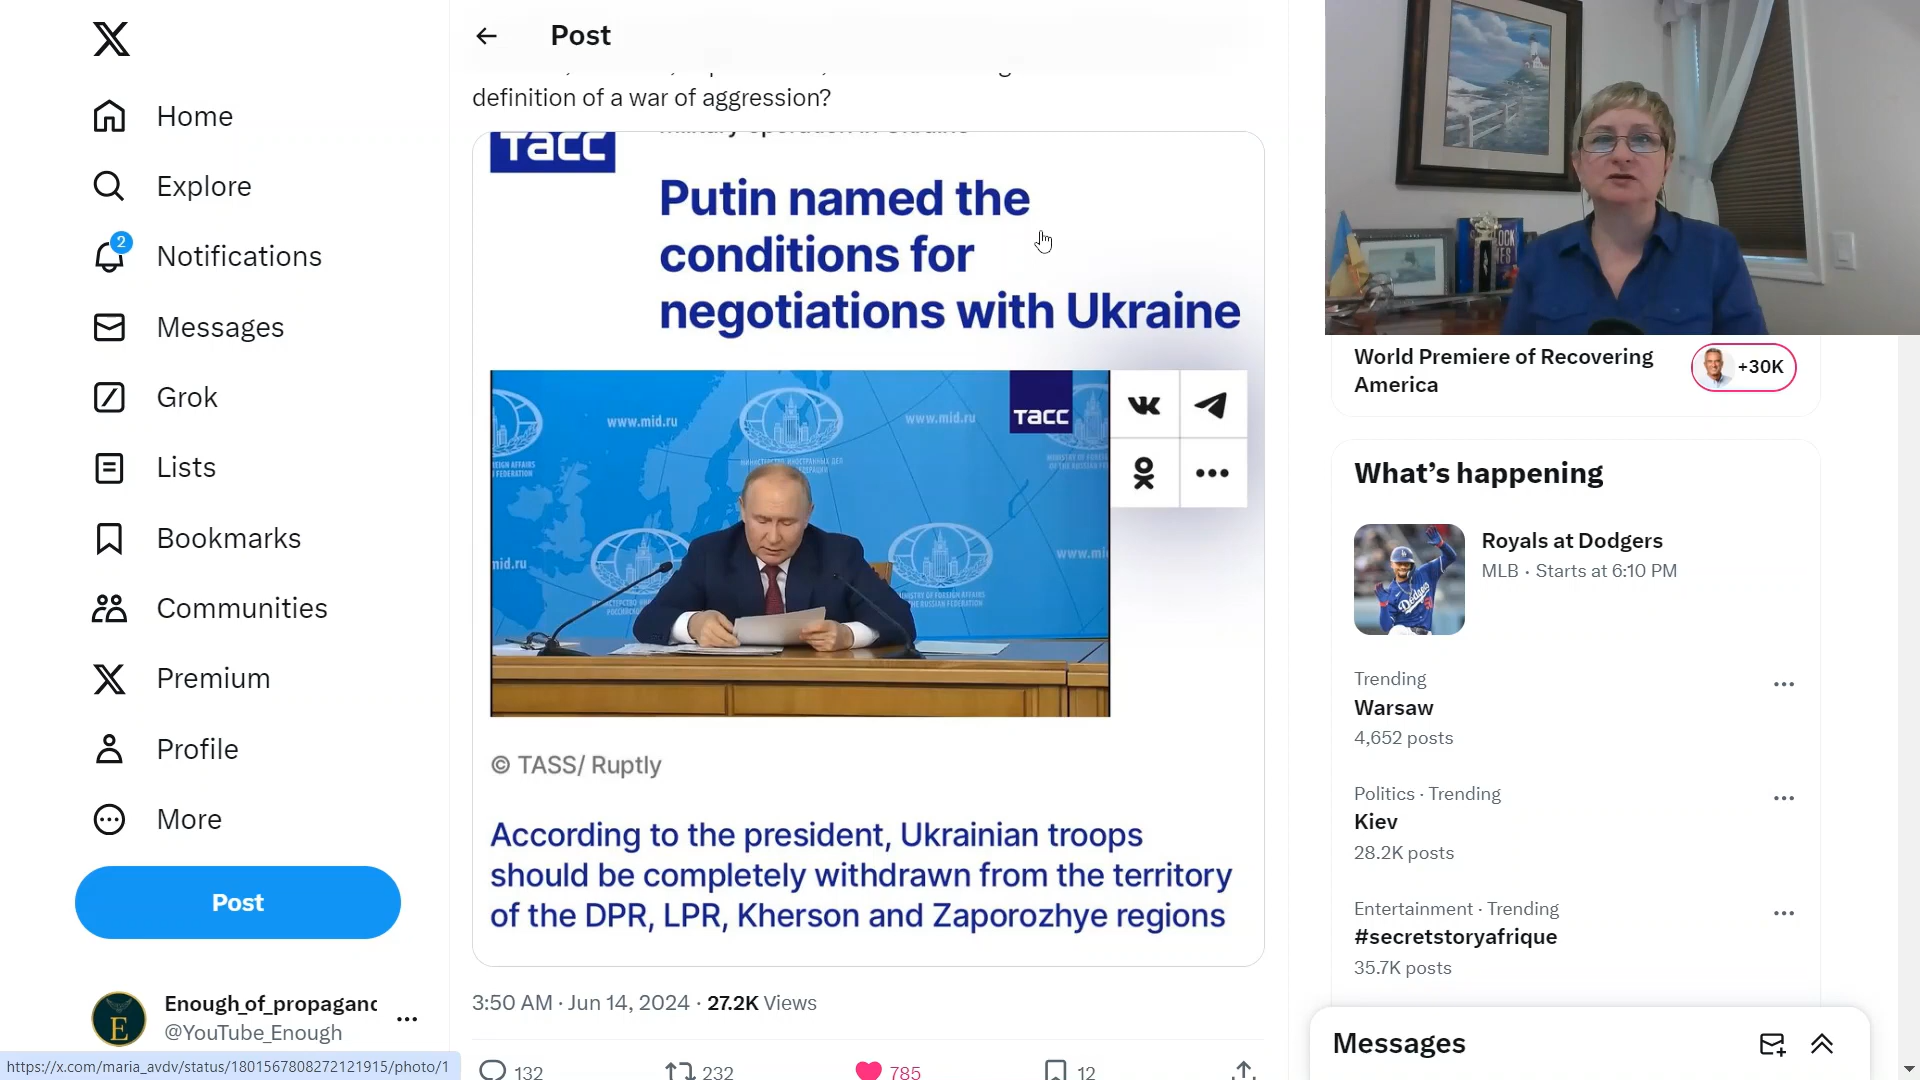 Post
definition of a war of aggression?
Home
Explore
2
Notifications
Messages
Grok
Lists
Bookmarks
Communities
Premium
Profile
More
Post
Enough_of_propaganc
@YouTube_Enough
https://x.com/maria_avdv/status/1801567808272121915/photo/1
тасс
Putin named the
conditions for
negotiations with Ukraine
www.mid.ru
www.mid.ru
тасс
© TASS/ Ruptly
According to the president, Ukrainian troops
should be completely withdrawn from the territory
of the DPR, LPR, Kherson and Zaporozhye regions
3:50 AM · Jun 14, 2024 · 27.2K Views
132
232
785
12
World Premiere of Recovering
America
+30K
What's happening
Royals at Dodgers
MLB · Starts at 6:10 PM
Trending
Warsaw
4,652 posts
Politics · Trending
Kiev
28.2K posts
Entertainment · Trending
#secretstoryafrique
35.7K posts
Messages